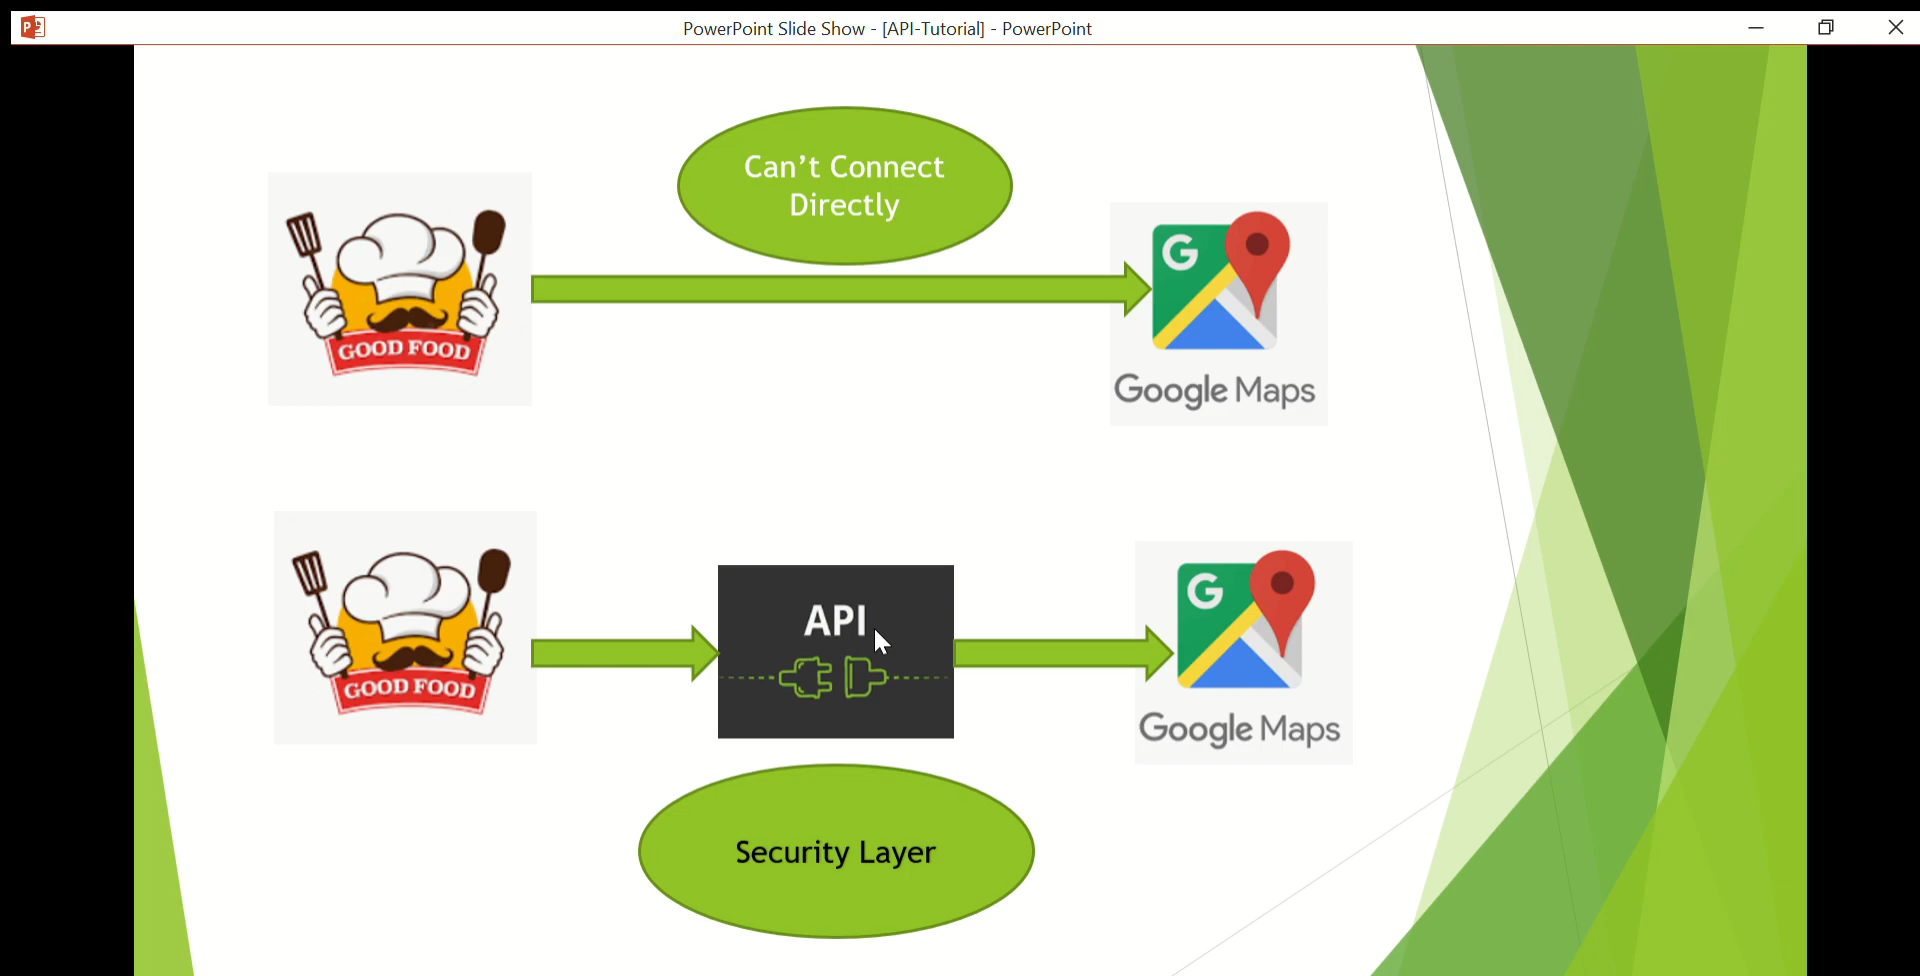 PowerPoint Slide Show - [API-Tutorial] - PowerPoint
Can’t Connect
Directly
GOOD FOOD
G
Google Maps
GOOD FOOD
API
G
Google Maps
Security Layer